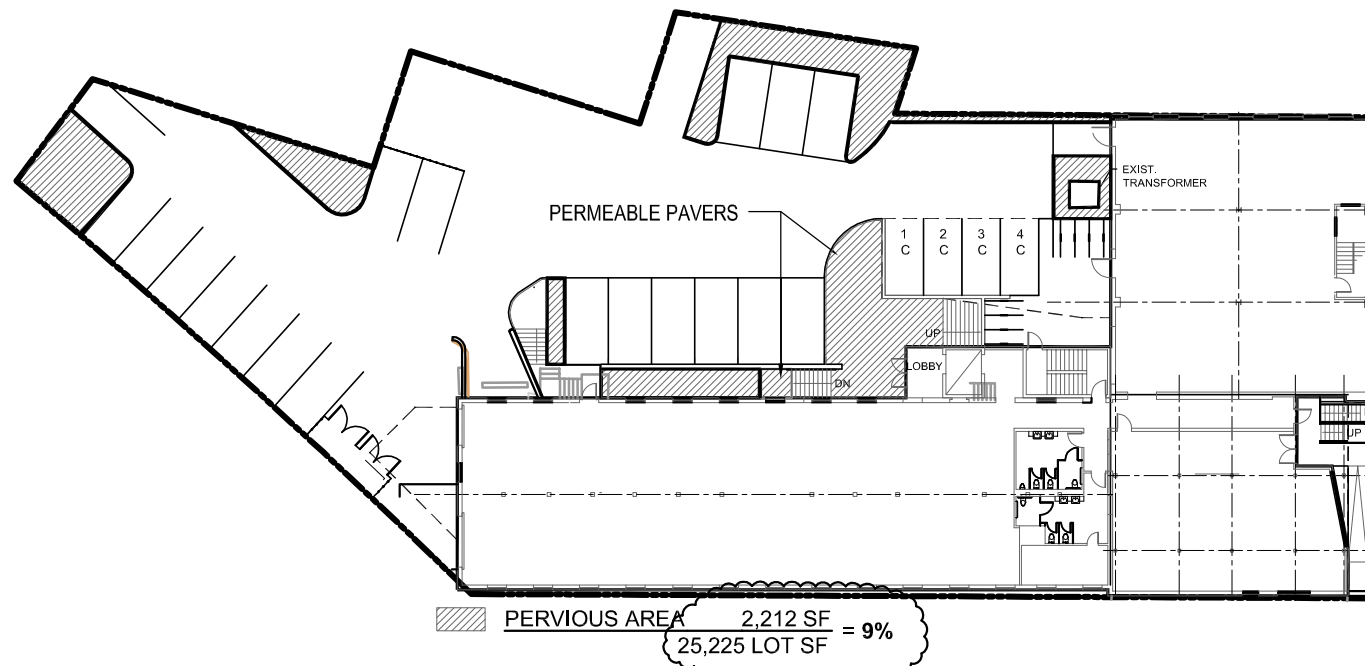 EXIST.
TRANSFORMER
PERMEABLE PAVERS
1 2 3 4
C C C C
UP
LOBBY
DN
UP
PERVIOUS AREA 2,212 SF
25,225 LOT SF = 9%